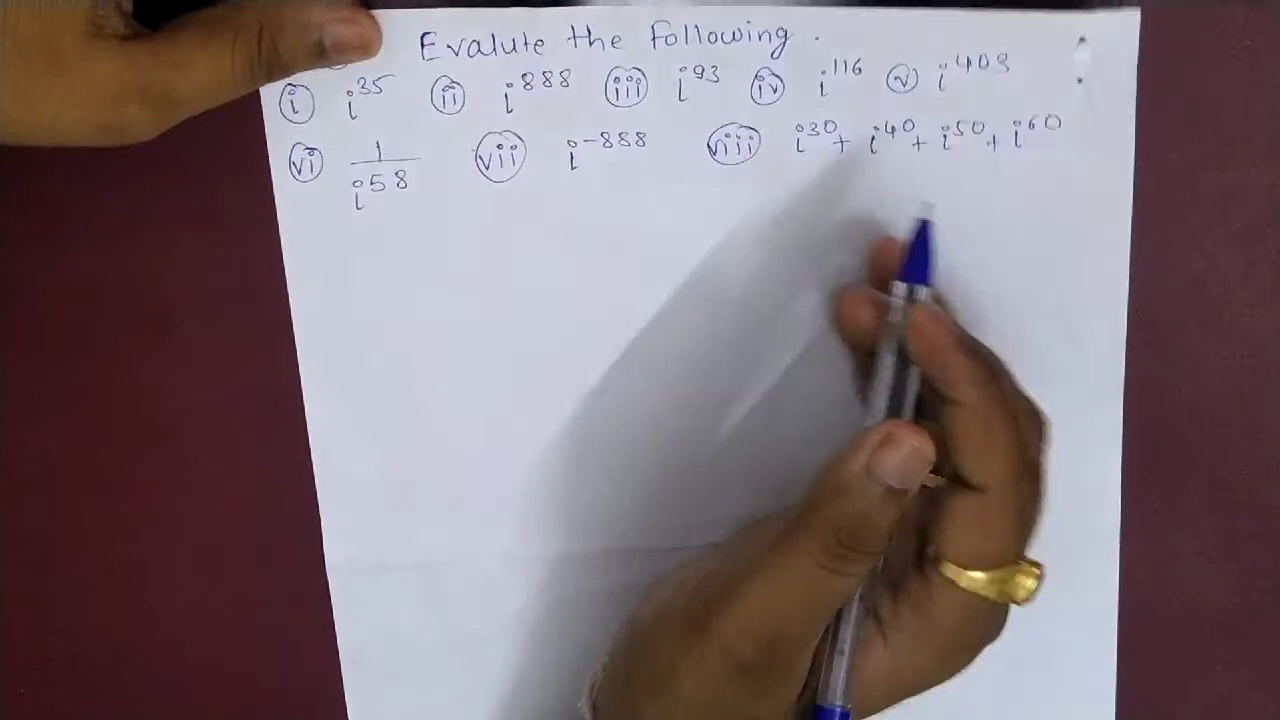 Evalute the following.
(i) i^35 (ii) i^888 (iii) i^93 (iv) i^116 (v) i^403
(vi) 1/i^58 (vii) i^-888 (viii) i^30 + i^40 + i^50 + i^60